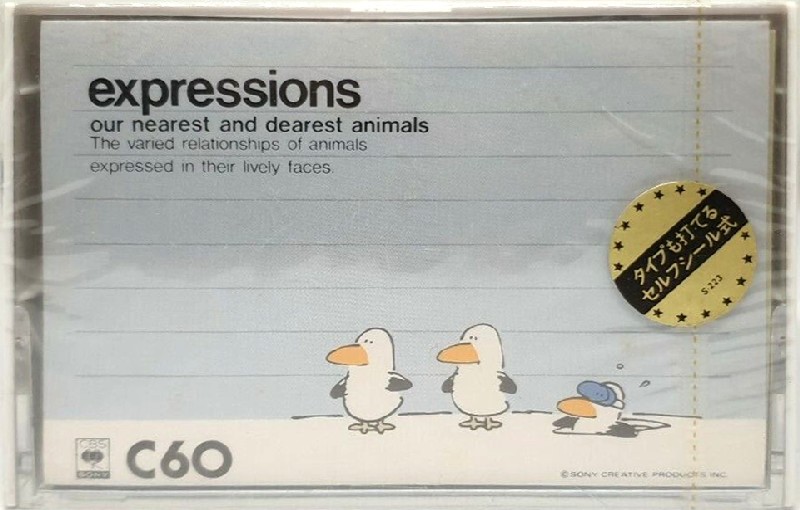 expressions
our nearest and dearest animals
The varied relationships of animals
expressed in their lively faces.
タイプも打てる
セルフシール式
S-223
CBS
SONY
C60
©SONY CREATIVE PRODUCTS INC.